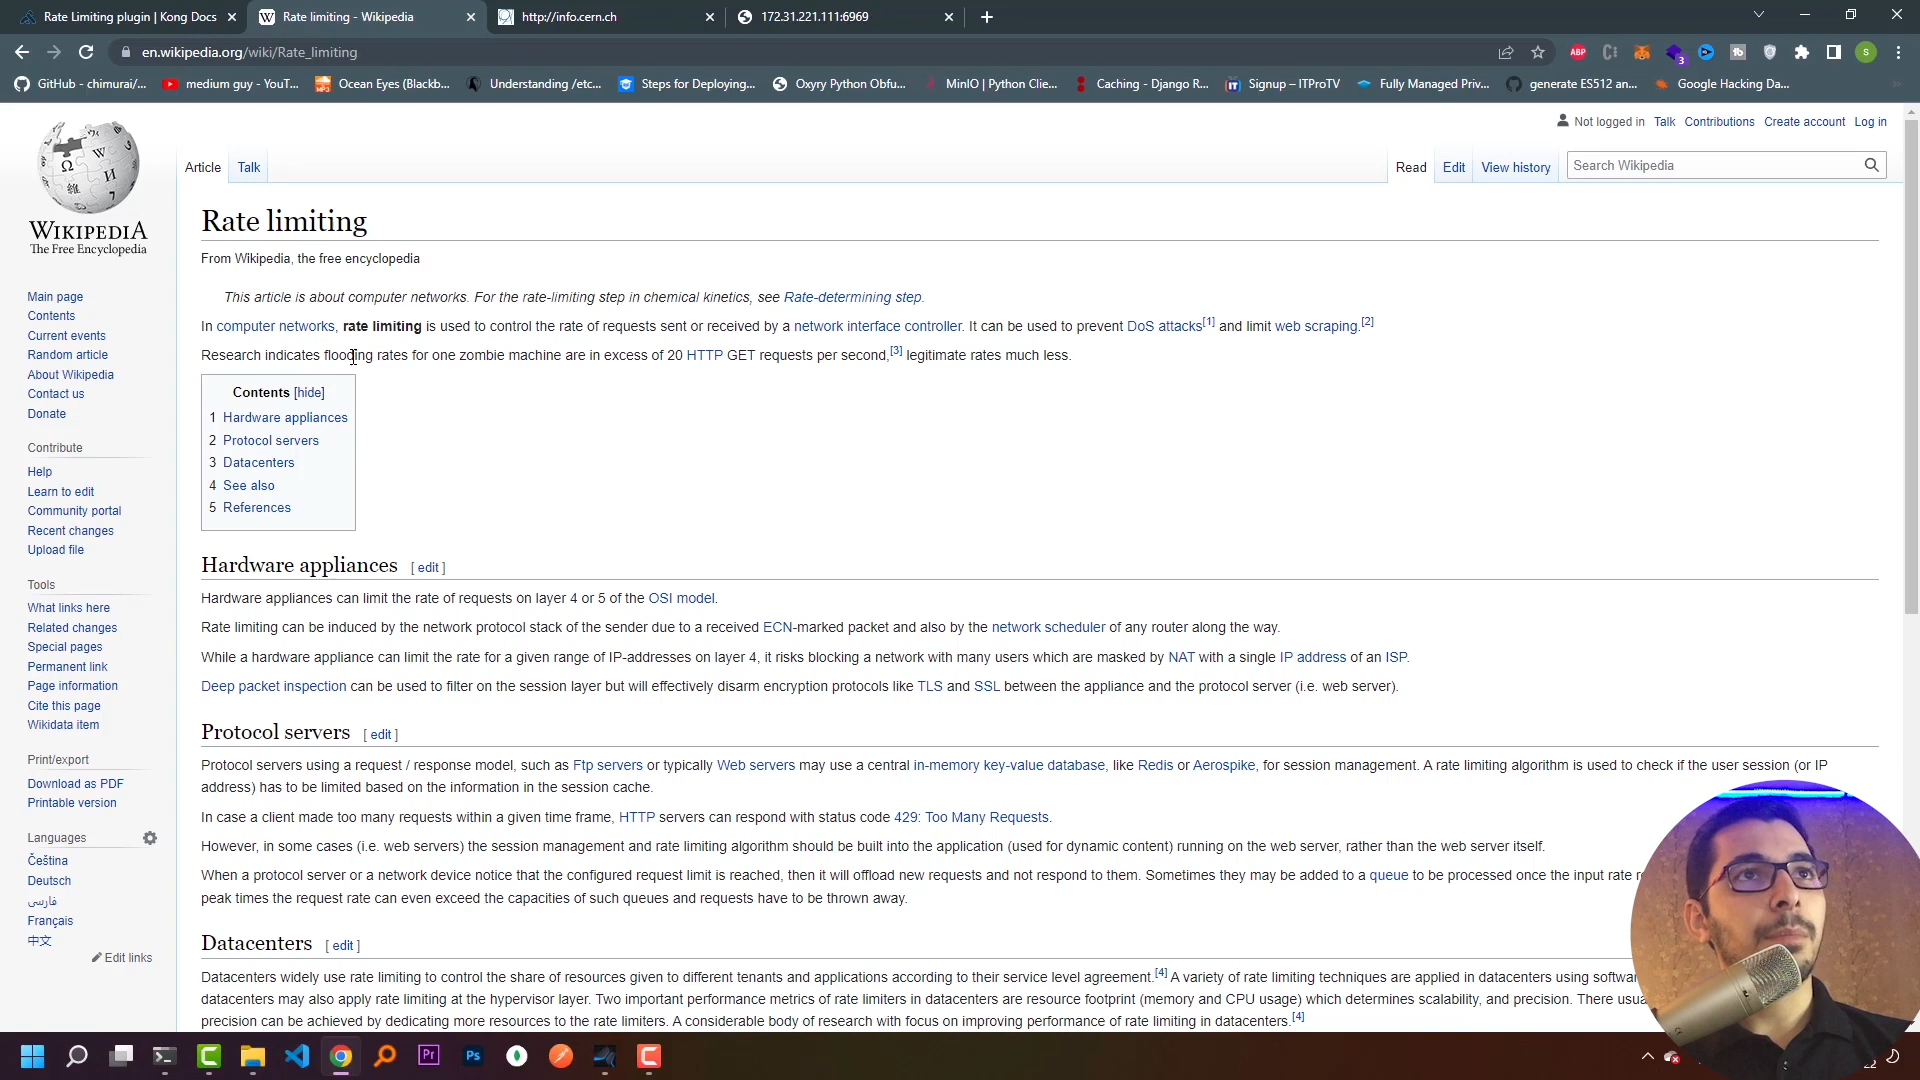 Rate Limiting plugin | Kong Docs
Rate limiting - Wikipedia
http://info.cern.ch
172.31.221.111:6969
en.wikipedia.org/wiki/Rate_limiting
ABP
3
S
GitHub - chimurai/...
medium guy - YouT...
Ocean Eyes (Blackb...
Understanding /etc...
Steps for Deploying...
Oxyry Python Obfu...
MinIO | Python Clie...
Caching - Django R...
Signup – ITProTV
Fully Managed Priv...
generate ES512 an...
Google Hacking Da...
Not logged in Talk Contributions Create account Log in
Article Talk Read Edit View history Search Wikipedia
WIKIPEDIA
The Free Encyclopedia
Main page
Contents
Current events
Random article
About Wikipedia
Contact us
Donate
Contribute
Help
Learn to edit
Community portal
Recent changes
Upload file
Tools
What links here
Related changes
Special pages
Permanent link
Page information
Cite this page
Wikidata item
Print/export
Download as PDF
Printable version
Languages
Čeština
Deutsch
فارسی
Français
中文
Edit links
Rate limiting
From Wikipedia, the free encyclopedia
This article is about computer networks. For the rate-limiting step in chemical kinetics, see Rate-determining step.
In computer networks, rate limiting is used to control the rate of requests sent or received by a network interface controller. It can be used to prevent DoS attacks[1] and limit web scraping.[2]
Research indicates flooding rates for one zombie machine are in excess of 20 HTTP GET requests per second,[3] legitimate rates much less.
Contents [hide]
1 Hardware appliances
2 Protocol servers
3 Datacenters
4 See also
5 References
Hardware appliances [ edit ]
Hardware appliances can limit the rate of requests on layer 4 or 5 of the OSI model.
Rate limiting can be induced by the network protocol stack of the sender due to a received ECN-marked packet and also by the network scheduler of any router along the way.
While a hardware appliance can limit the rate for a given range of IP-addresses on layer 4, it risks blocking a network with many users which are masked by NAT with a single IP address of an ISP.
Deep packet inspection can be used to filter on the session layer but will effectively disarm encryption protocols like TLS and SSL between the appliance and the protocol server (i.e. web server).
Protocol servers [ edit ]
Protocol servers using a request / response model, such as Ftp servers or typically Web servers may use a central in-memory key-value database, like Redis or Aerospike, for session management. A rate limiting algorithm is used to check if the user session (or IP
address) has to be limited based on the information in the session cache.
In case a client made too many requests within a given time frame, HTTP servers can respond with status code 429: Too Many Requests.
However, in some cases (i.e. web servers) the session management and rate limiting algorithm should be built into the application (used for dynamic content) running on the web server, rather than the web server itself.
When a protocol server or a network device notice that the configured request limit is reached, then it will offload new requests and not respond to them. Sometimes they may be added to a queue to be processed once the input rate
peak times the request rate can even exceed the capacities of such queues and requests have to be thrown away.
Datacenters [ edit ]
Datacenters widely use rate limiting to control the share of resources given to different tenants and applications according to their service level agreement.[4] A variety of rate limiting techniques are applied in datacenters using
datacenters may also apply rate limiting at the hypervisor layer. Two important performance metrics of rate limiters in datacenters are resource footprint (memory and CPU usage) which determines scalability, and precision. There
precision can be achieved by dedicating more resources to the rate limiters. A considerable body of research with focus on improving performance of rate limiting in datacenters.[4]
Pr
Ps